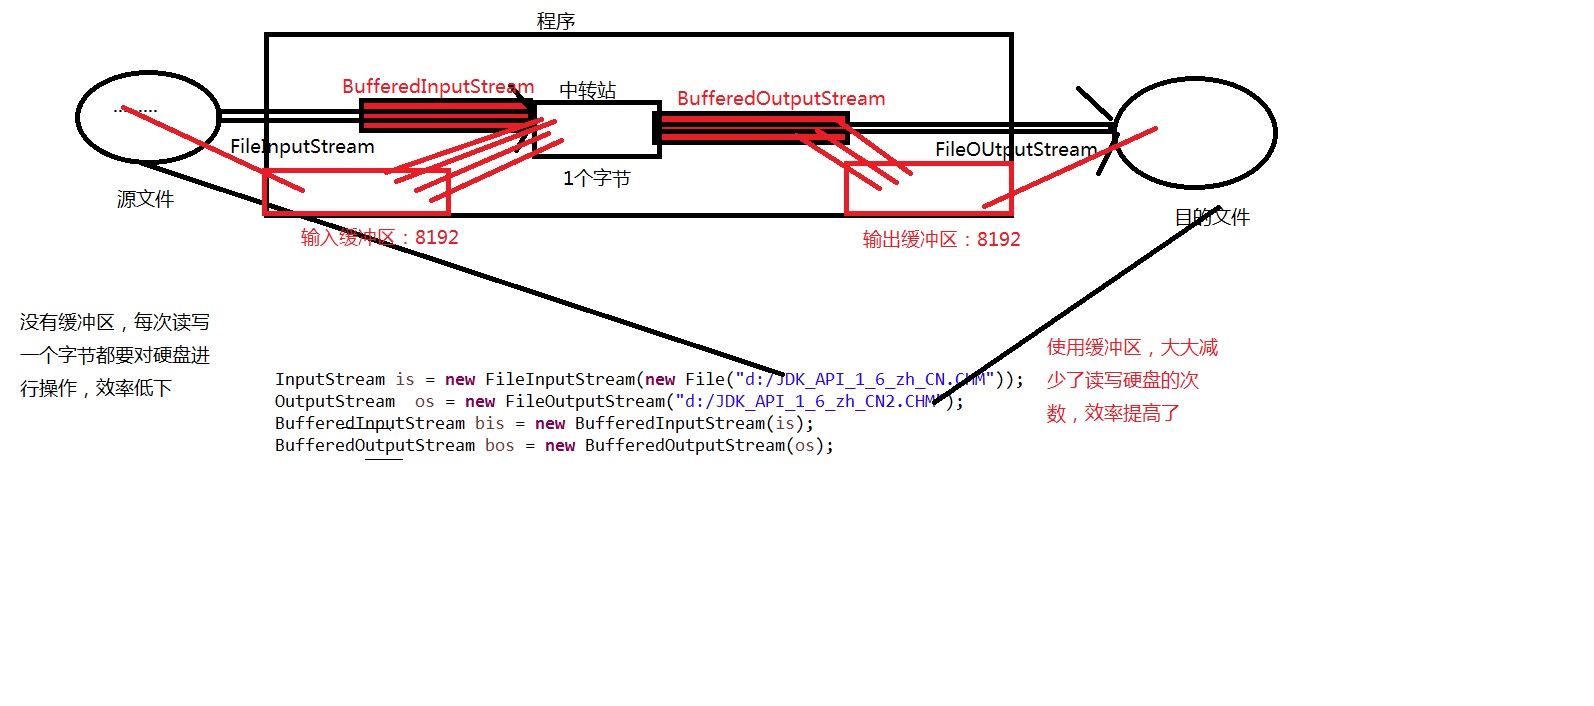 程序
BufferedInputStream
中转站
BufferedOutputStream
FileInputStream
FileOUtputStream
1个字节
源文件
目的文件
输入缓冲区：8192
输出缓冲区：8192
没有缓冲区，每次读写
一个字节都要对硬盘进
行操作，效率低下
使用缓冲区，大大减
少了读写硬盘的次
数，效率提高了
InputStream is = new FileInputStream(new File("d:/JDK_API_1_6_zh_CN.CHM"));
OutputStream  os = new FileOutputStream("d:/JDK_API_1_6_zh_CN2.CHM");
BufferedInputStream bis = new BufferedInputStream(is);
BufferedOutputStream bos = new BufferedOutputStream(os);